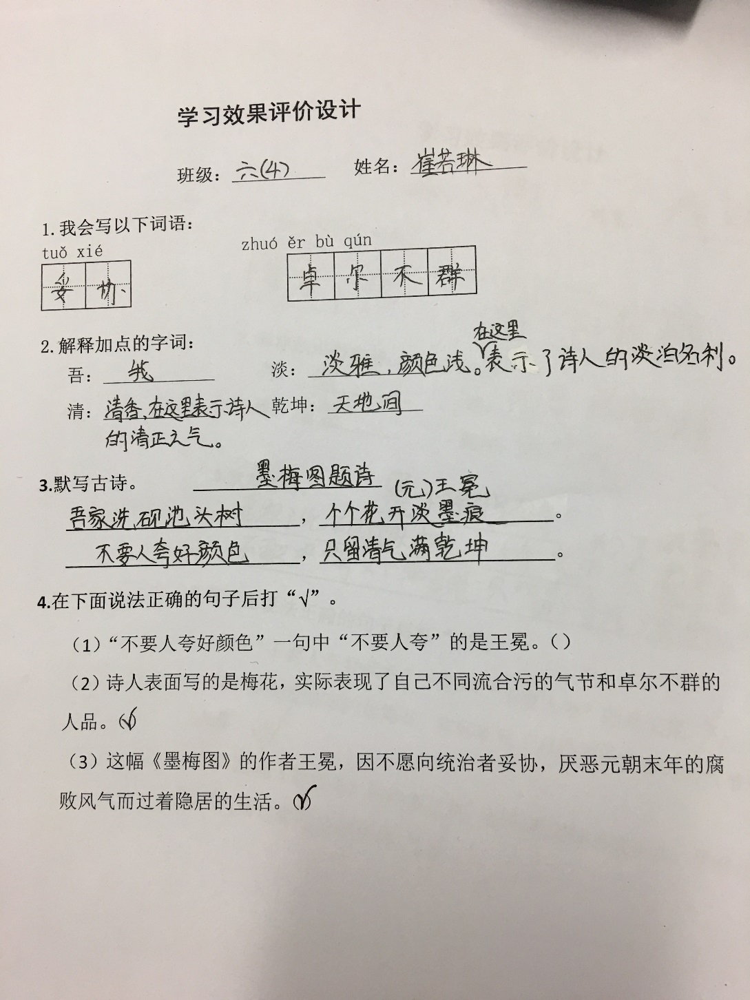 学习效果评价设计
班级：六(4) 姓名：崔若琳
1.我会写以下词语：
tuǒ xié zhuó ěr bù qún
妥协 卓尔不群
2.解释加点的字词：
吾：我 淡：淡雅，颜色浅。在这里表示了诗人的淡泊名利。
清：清香，在这里表示诗人 乾坤：天地间
的清正之气。
3.默写古诗。 墨梅图题诗
(元)王冕
吾家洗砚池头树，个个花开淡墨痕。
不要人夸好颜色，只留清气满乾坤。
4.在下面说法正确的句子后打“√”。
（1）“不要人夸好颜色”一句中“不要人夸”的是王冕。（）
（2）诗人表面写的是梅花，实际表现了自己不同流合污的气节和卓尔不群的
人品。（√）
（3）这幅《墨梅图》的作者王冕，因不愿向统治者妥协，厌恶元朝末年的腐
败风气而过着隐居的生活。（√）